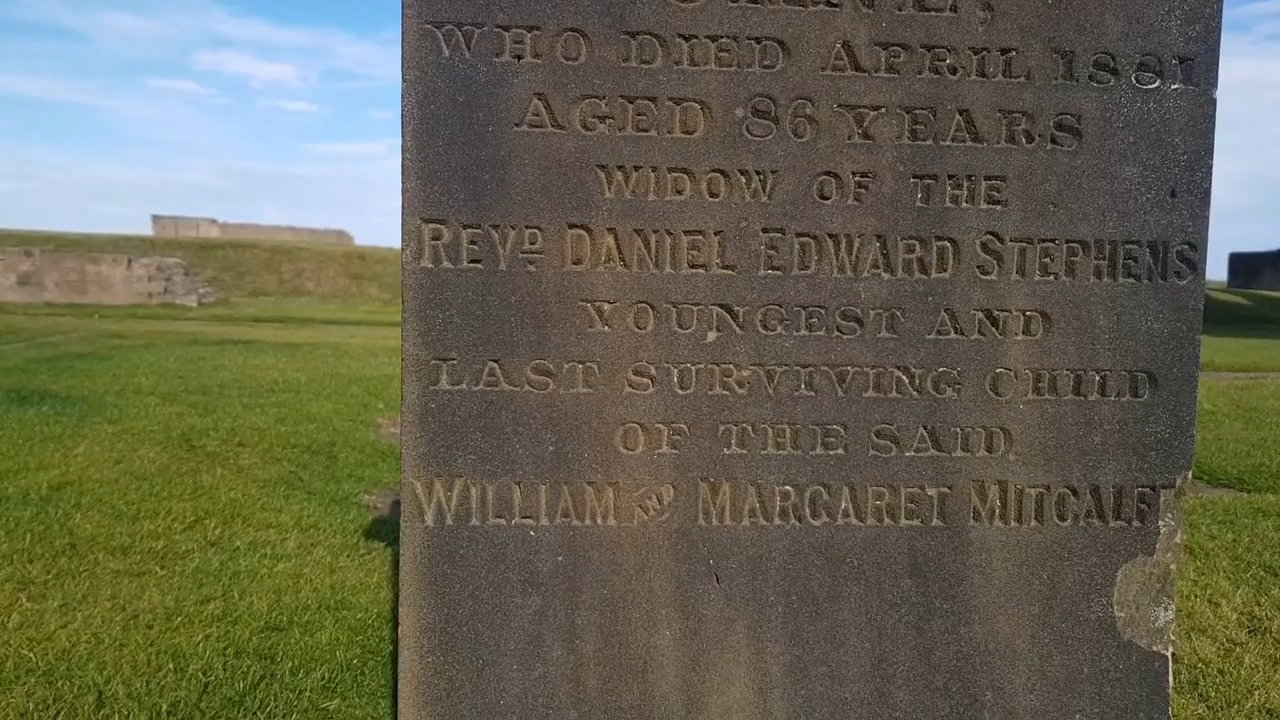 WHO DIED APRIL 1881
AGED 86 YEARS
WIDOW OF THE
REVD DANIEL EDWARD STEPHENS
YOUNGEST AND
LAST SURVIVING CHILD
OF THE SAID
WILLIAM AND MARGARET MITCALFE